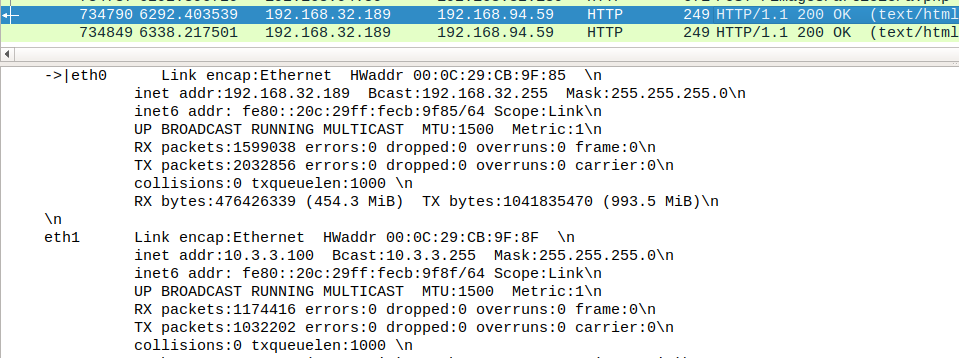 734790 6292.403539 192.168.32.189 192.168.94.59 HTTP 249 HTTP/1.1 200 OK (text/html
734849 6338.217501 192.168.32.189 192.168.94.59 HTTP 249 HTTP/1.1 200 OK (text/html
->|eth0 Link encap:Ethernet HWaddr 00:0C:29:CB:9F:85 \n
inet addr:192.168.32.189 Bcast:192.168.32.255 Mask:255.255.255.0\n
inet6 addr: fe80::20c:29ff:fecb:9f85/64 Scope:Link\n
UP BROADCAST RUNNING MULTICAST MTU:1500 Metric:1\n
RX packets:1599038 errors:0 dropped:0 overruns:0 frame:0\n
TX packets:2032856 errors:0 dropped:0 overruns:0 carrier:0\n
collisions:0 txqueuelen:1000 \n
RX bytes:476426339 (454.3 MiB) TX bytes:1041835470 (993.5 MiB)\n
\n
eth1 Link encap:Ethernet HWaddr 00:0C:29:CB:9F:8F \n
inet addr:10.3.3.100 Bcast:10.3.3.255 Mask:255.255.255.0\n
inet6 addr: fe80::20c:29ff:fecb:9f8f/64 Scope:Link\n
UP BROADCAST RUNNING MULTICAST MTU:1500 Metric:1\n
RX packets:1174416 errors:0 dropped:0 overruns:0 frame:0\n
TX packets:1032202 errors:0 dropped:0 overruns:0 carrier:0\n
collisions:0 txqueuelen:1000 \n